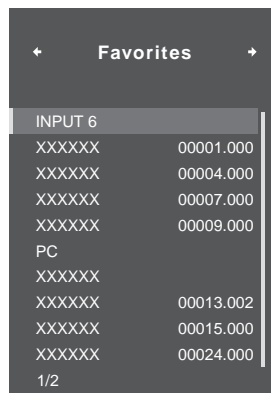 Favorites
INPUT 6
XXXXXX 00001.000
XXXXXX 00004.000
XXXXXX 00007.000
XXXXXX 00009.000
PC
XXXXXX
XXXXXX 00013.002
XXXXXX 00015.000
XXXXXX 00024.000
1/2